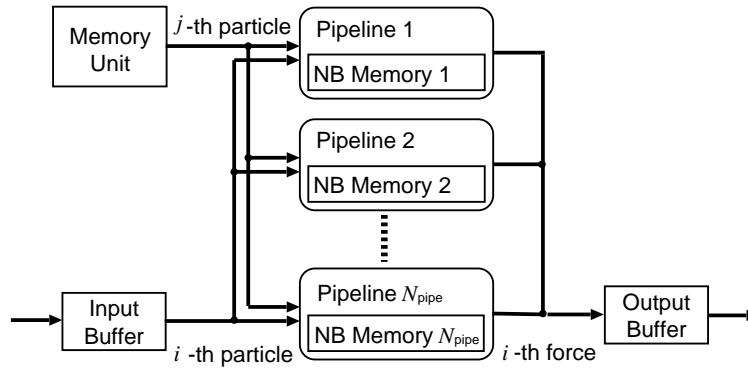 Memory
Unit
j -th particle
Pipeline 1
NB Memory 1
Pipeline 2
NB Memory 2
Input
Buffer
i -th particle
Pipeline Npipe
NB Memory Npipe
i -th force
Output
Buffer